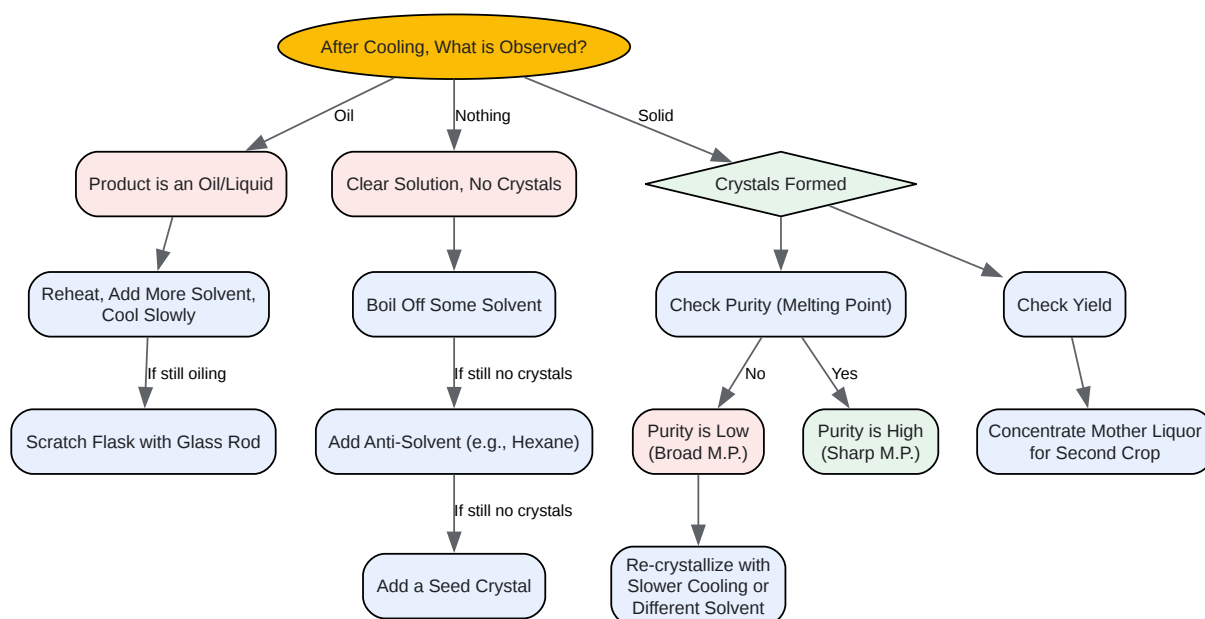 After Cooling, What is Observed?
Oil
Nothing
Solid
Product is an Oil/Liquid
Clear Solution, No Crystals
Crystals Formed
Reheat, Add More Solvent,
Cool Slowly
Boil Off Some Solvent
Check Purity (Melting Point)
Check Yield
If still oiling
If still no crystals
No
Yes
Scratch Flask with Glass Rod
Add Anti-Solvent (e.g., Hexane)
Purity is Low
(Broad M.P.)
Purity is High
(Sharp M.P.)
Concentrate Mother Liquor
for Second Crop
If still no crystals
Add a Seed Crystal
Re-crystallize with
Slower Cooling or
Different Solvent